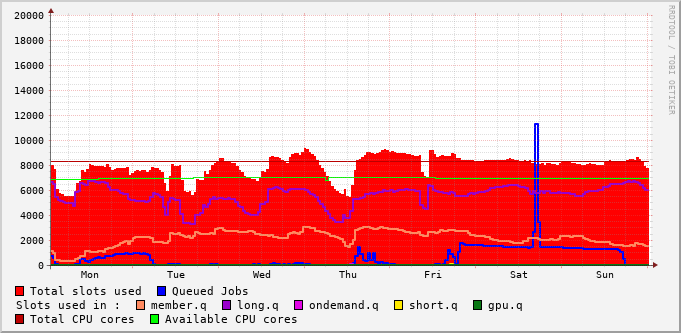 20000
18000
16000
14000
12000
10000
8000
6000
4000
2000
0
Mon Tue Wed Thu Fri Sat Sun
Total slots used Queued Jobs
Slots used in : member.q long.q ondemand.q short.q gpu.q
Total CPU cores Available CPU cores
RRDTOOL / TOBI OETIKER